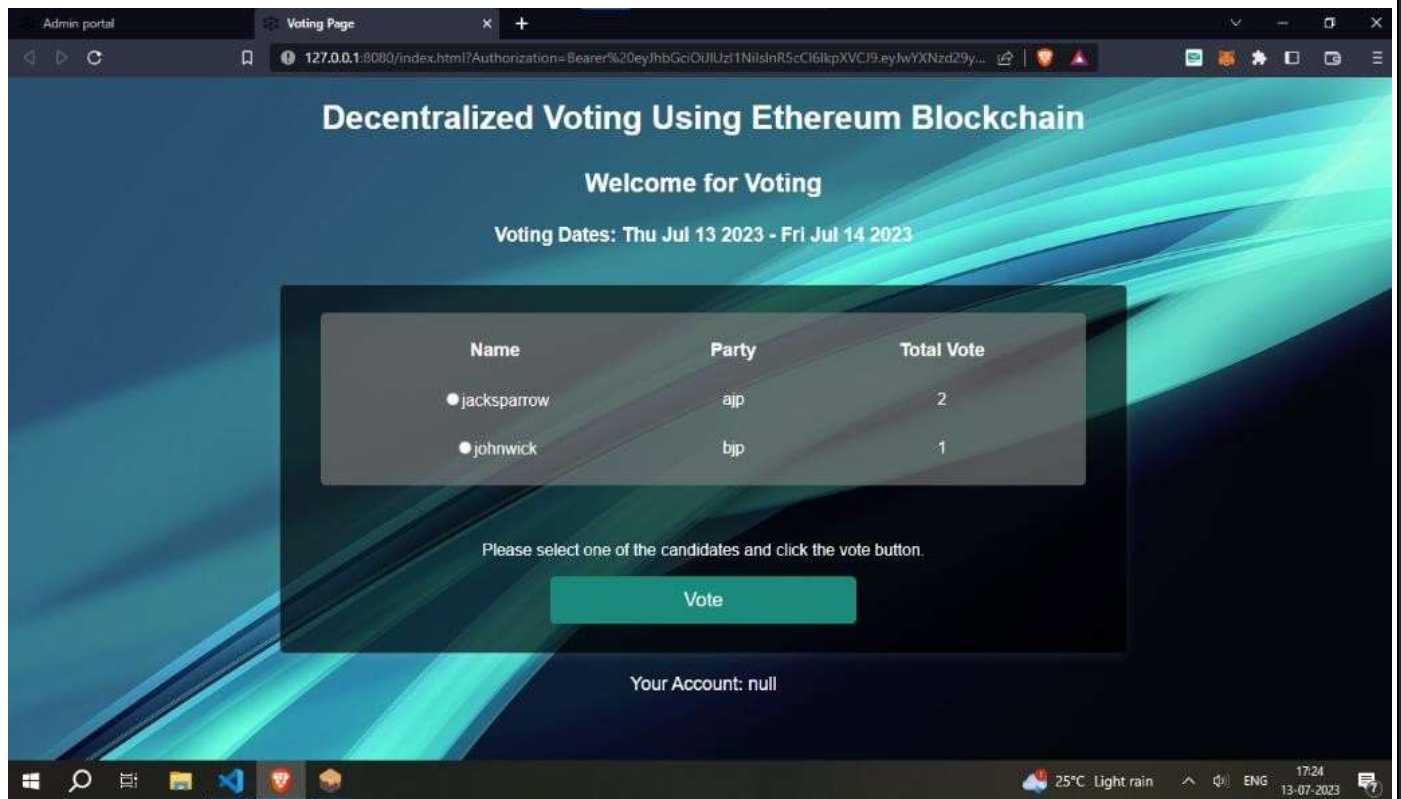 Admin portal
Voting Page
127.0.0.1:8080/index.html?Authorization=Bearer%20
Decentralized Voting Using Ethereum Blockchain
Welcome for Voting
Voting Dates: Thu Jul 13 2023 - Fri Jul 14 2023
Name Party Total Vote
jacksparrow ajp 2
johnwick bjp 1
Please select one of the candidates and click the vote button.
Vote
Your Account: null
25°C Light rain ENG 17:24
13-07-2023
7